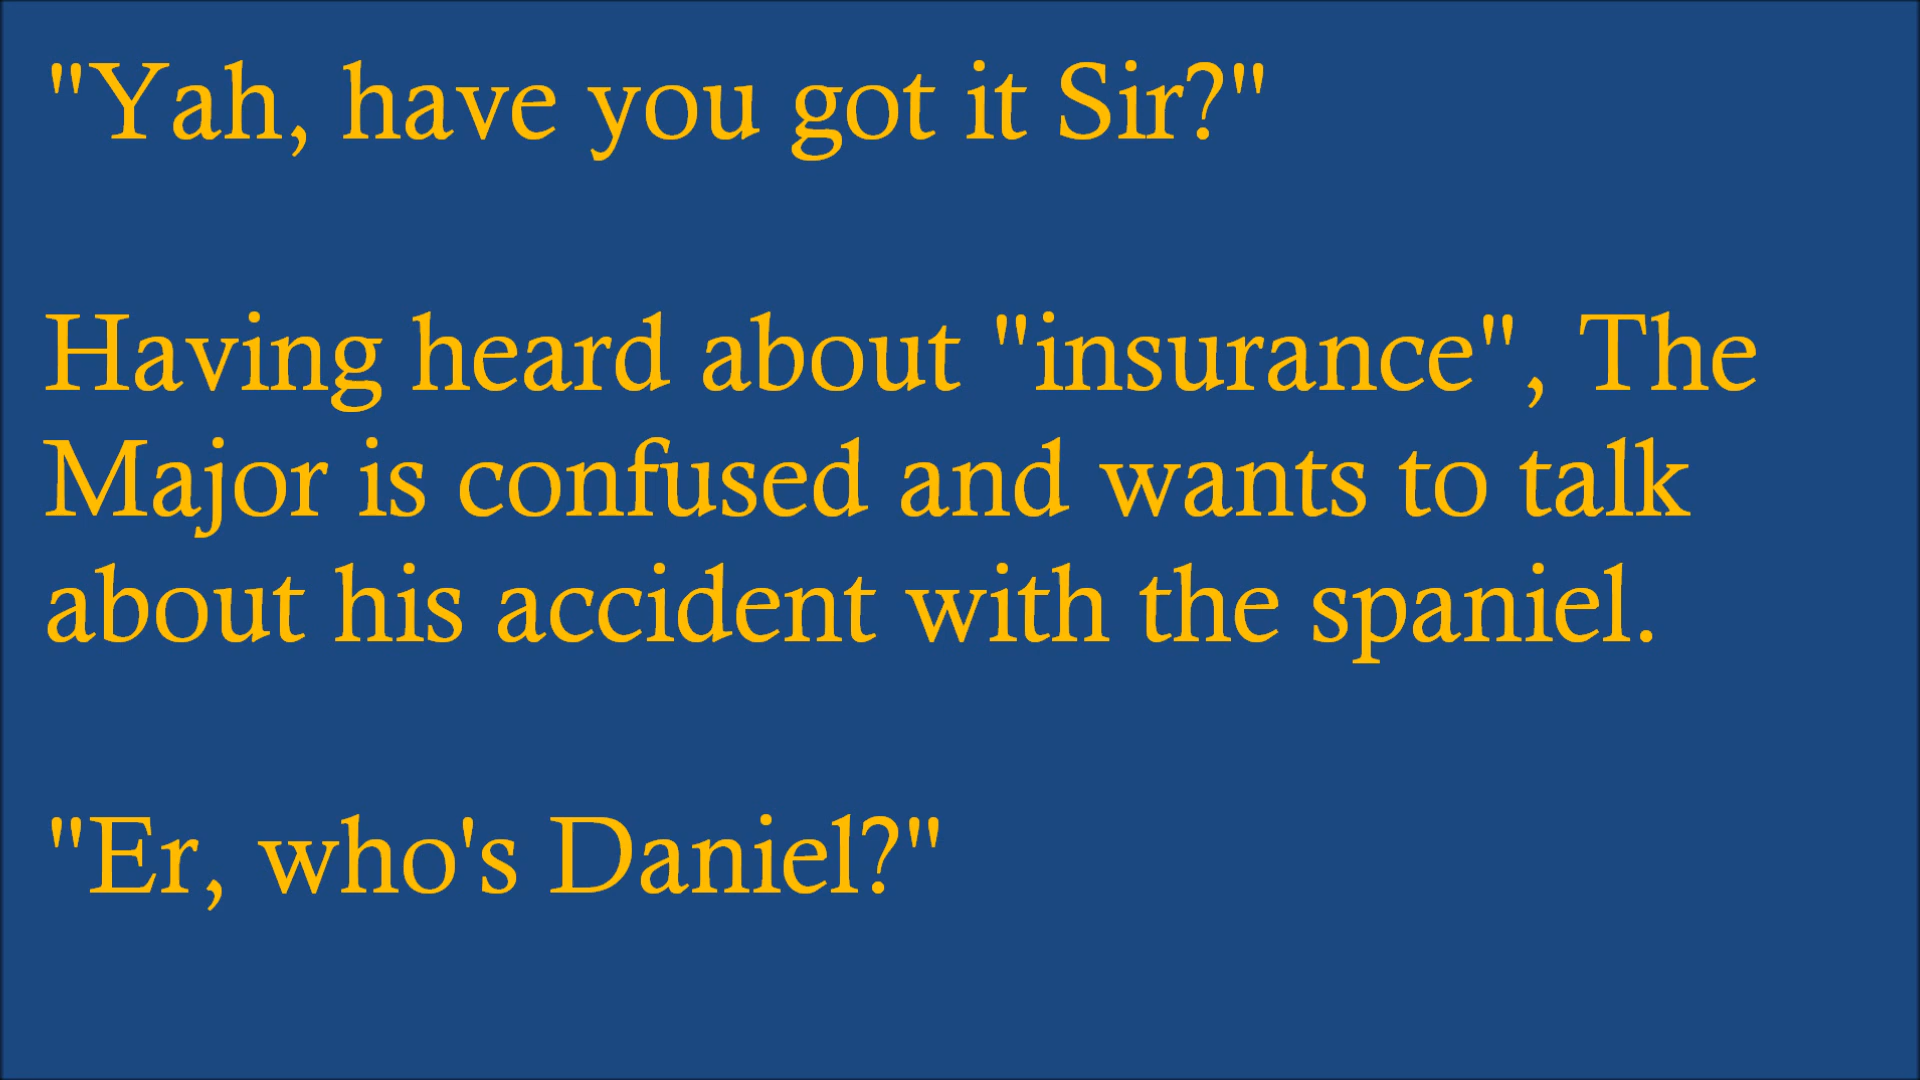 "Yah, have you got it Sir?"
Having heard about "insurance", The
Major is confused and wants to talk
about his accident with the spaniel.
"Er, who's Daniel?"